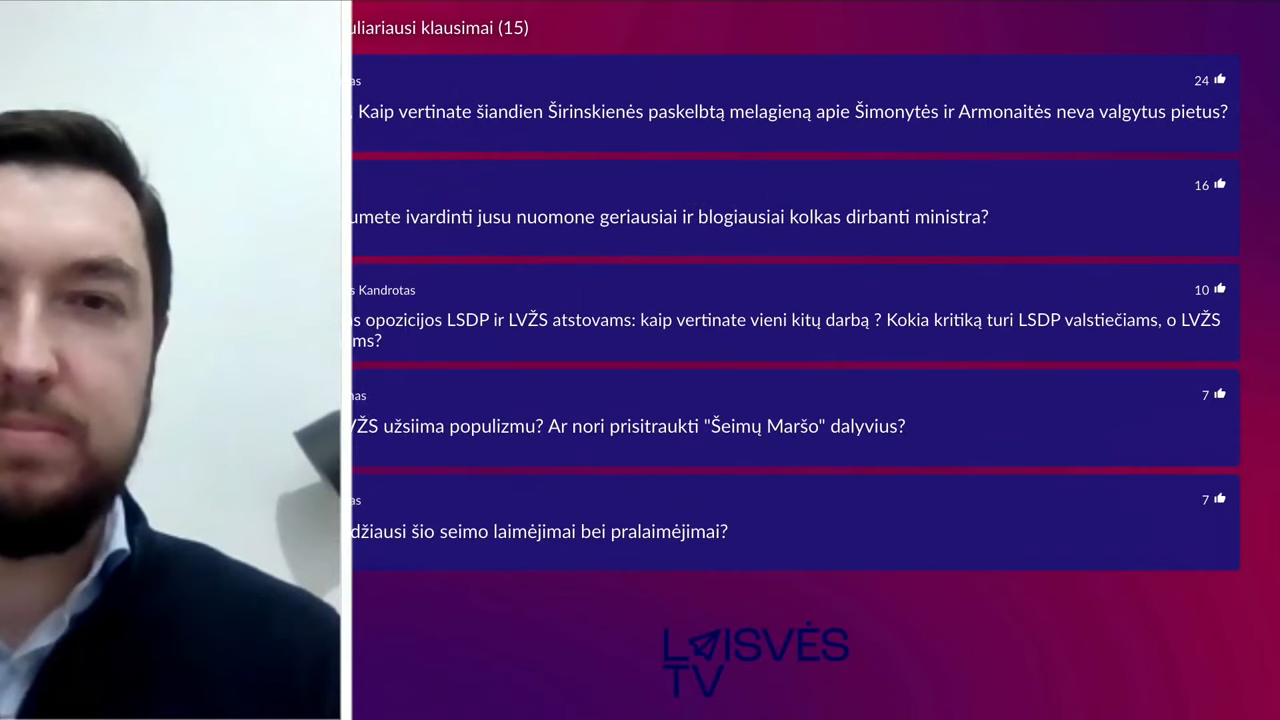 uliariausi klausimai (15)
as
24
Kaip vertinate šiandien Širinskienės paskelbtą melagieną apie Šimonytės ir Armonaitės neva valgytus pietus?
16
umete ivardinti jusu nuomone geriausiai ir blogiausiai kolkas dirbanti ministra?
s Kandrotas
10
as opozicijos LSDP ir LVŽS atstovams: kaip vertinate vieni kitų darbą ? Kokia kritiką turi LSDP valstiečiams, o LVŽS
ams?
nas
7
VŽS užsiima populizmu? Ar nori prisitraukti "Šeimų Maršo" dalyvius?
as
7
džiausi šio seimo laimėjimai bei pralaimėjimai?
LAISVĖS
TV